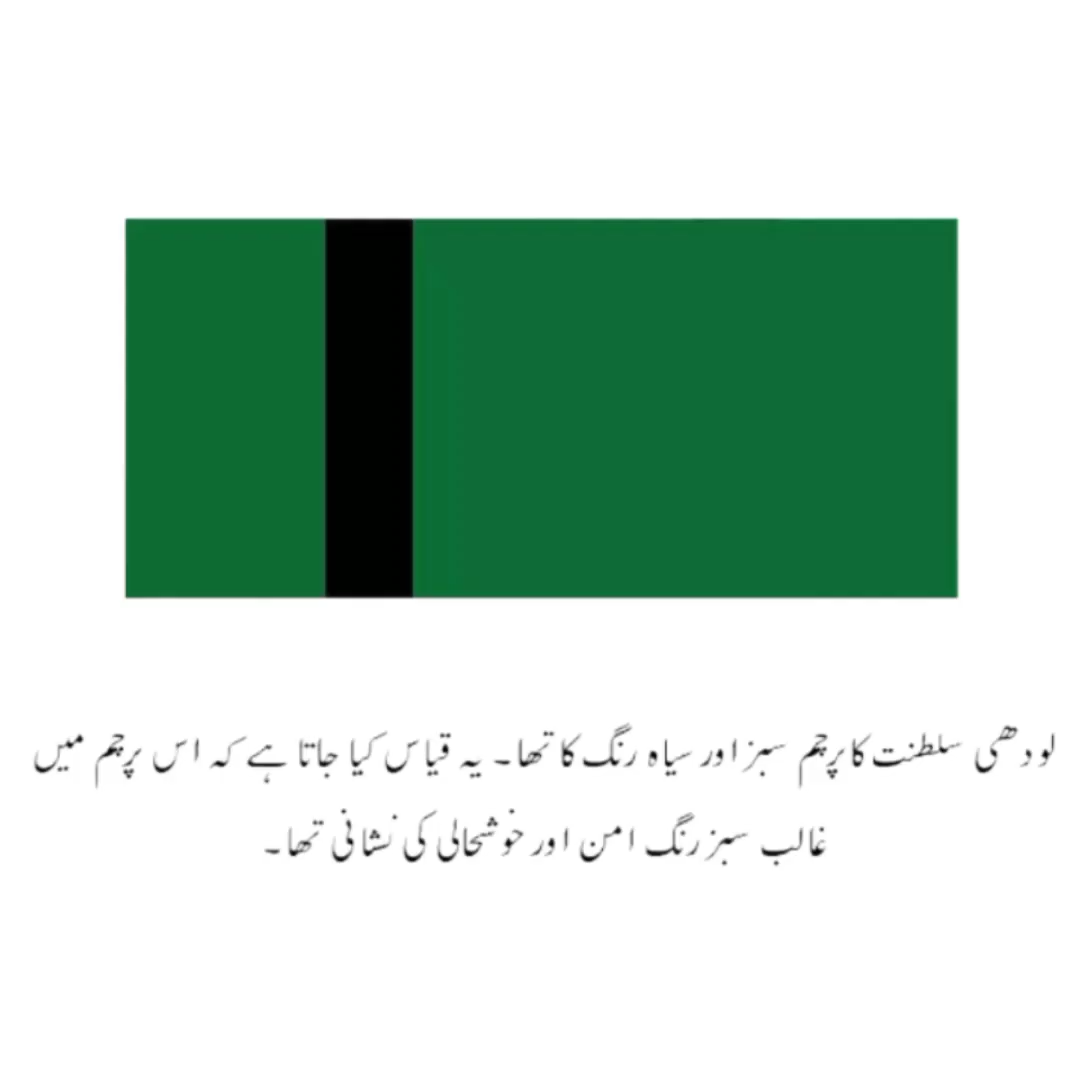 لودھی سلطنت کا پرچم سبز اور سیاہ رنگ کا تھا۔ یہ قیاس کیا جاتا ہے کہ اس پرچم میں
غالب سبز رنگ امن اور خوشحالی کی نشانی تھا۔